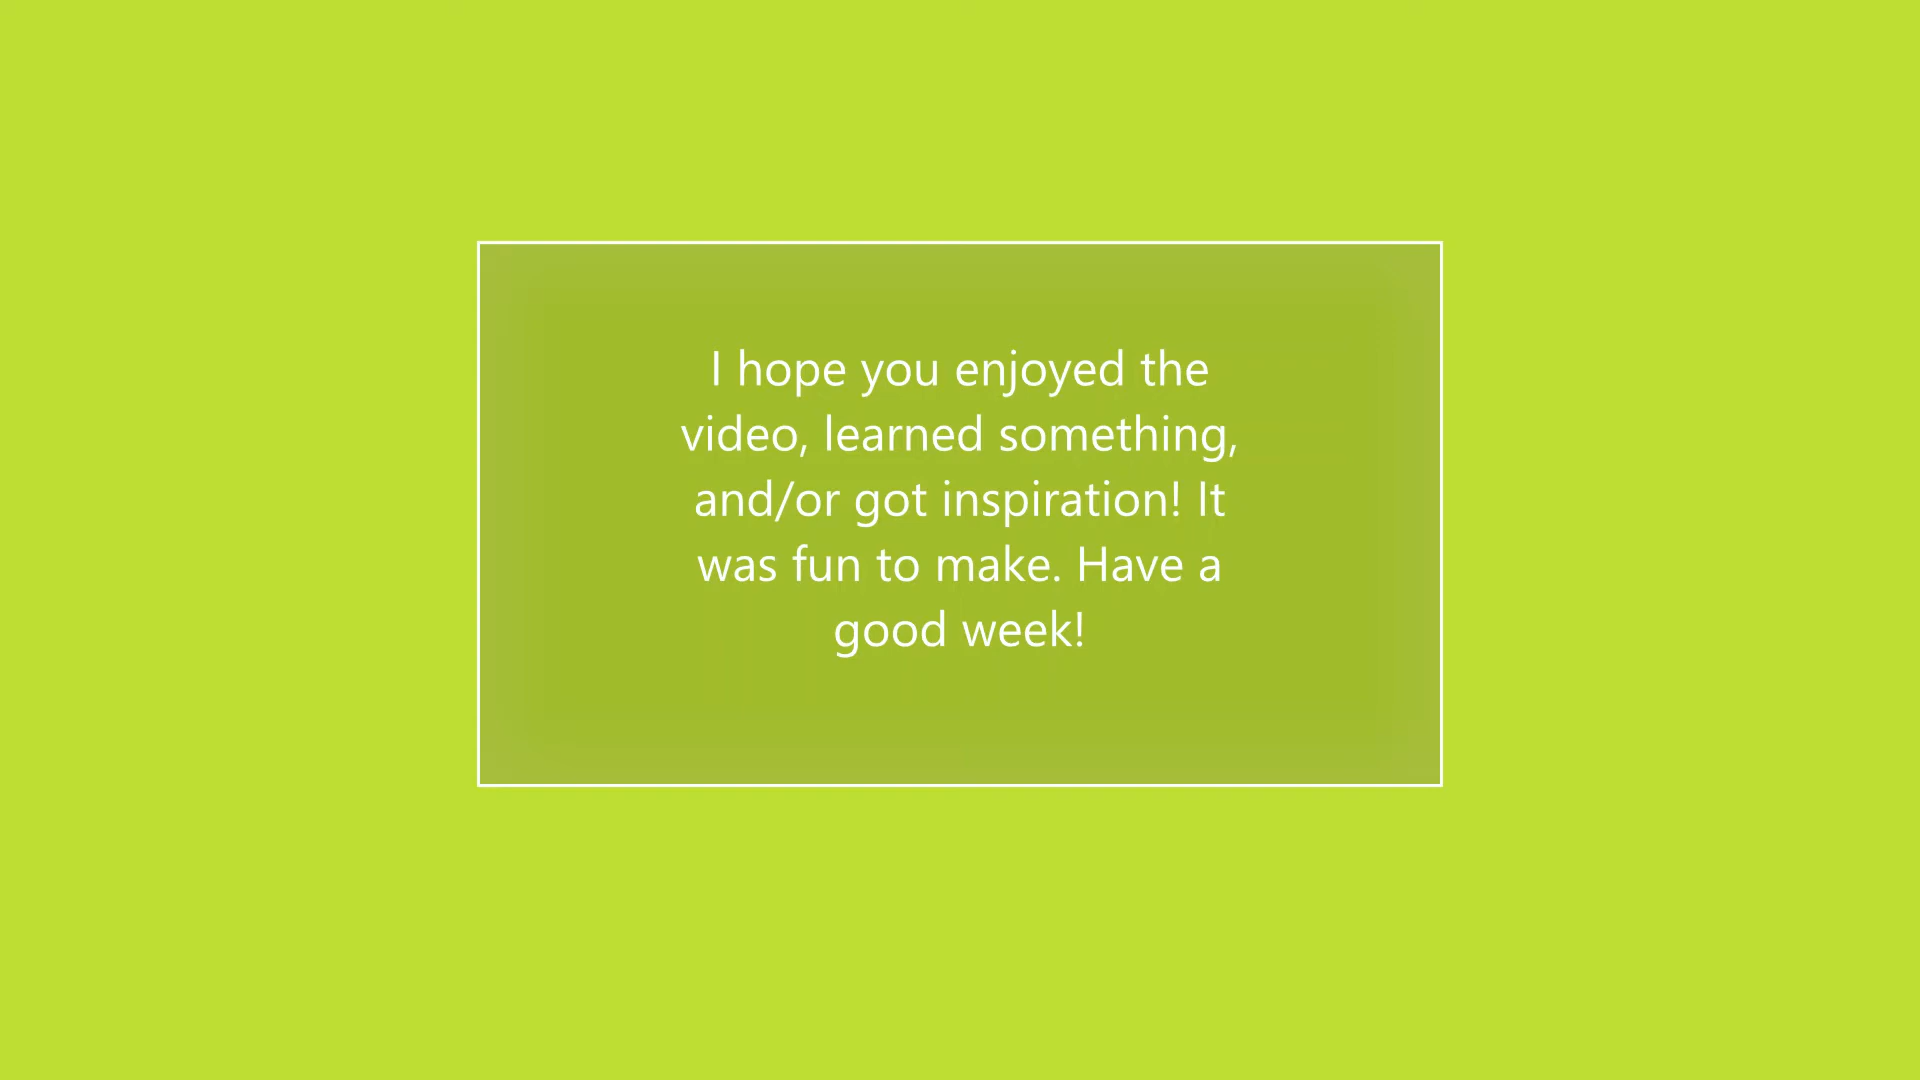 I hope you enjoyed the
video, learned something,
and/or got inspiration! It
was fun to make. Have a
good week!